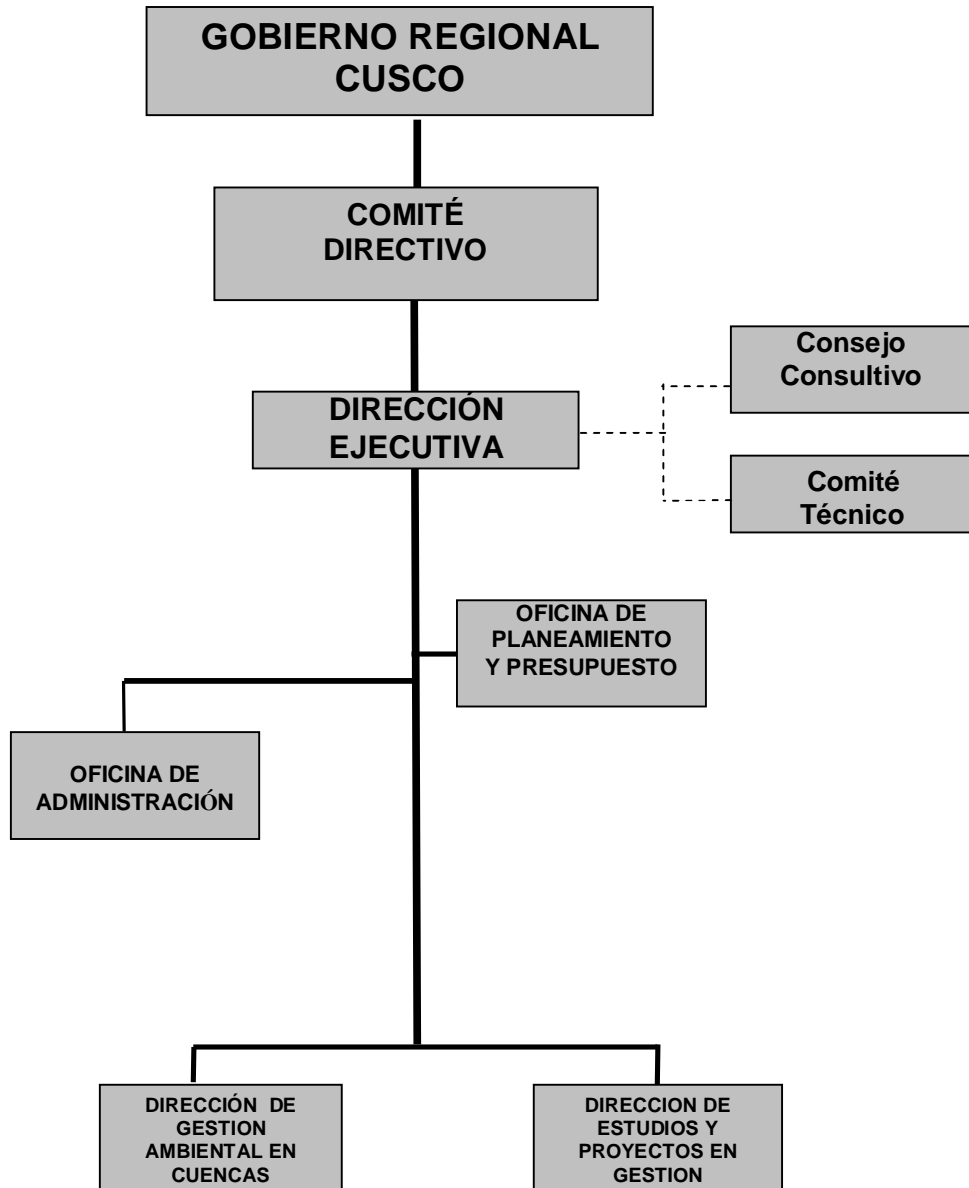 GOBIERNO REGIONAL
CUSCO
COMITÉ
DIRECTIVO
Consejo
Consultivo
DIRECCIÓN
EJECUTIVA
Comité
Técnico
OFICINA DE
PLANEAMIENTO
Y PRESUPUESTO
OFICINA DE
ADMINISTRACIÓN
DIRECCIÓN DE
GESTION
AMBIENTAL EN
CUENCAS
DIRECCION DE
ESTUDIOS Y
PROYECTOS EN
GESTION